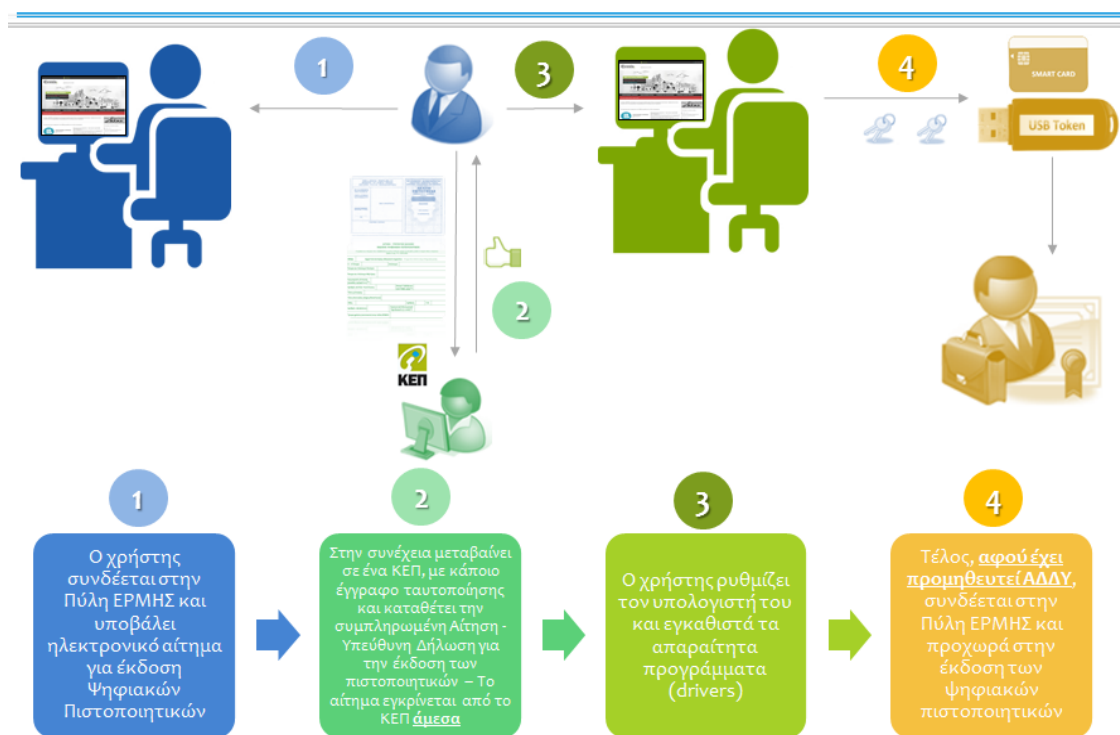 1
3
4
SMART CARD
USB Token
2
ΚΕΠ
1
2
3
4
Ο χρήστης
συνδέεται στην
Πύλη ΕΡΜΗΣ και
υποβάλει
ηλεκτρονικό αίτημα
για έκδοση
Ψηφιακών
Πιστοποιητικών
Στην συνέχεια μεταβαίνει
σε ένα ΚΕΠ, με κάποιο
έγγραφο ταυτοποίησης
και καταθέτει την
συμπληρωμένη Αίτηση -
Υπεύθυνη Δήλωση για
την έκδοση των
πιστοποιητικών – Το
αίτημα εγκρίνεται από το
ΚΕΠ άμεσα
Ο χρήστης ρυθμίζει
τον υπολογιστή του
και εγκαθιστά τα
απαραίτητα
προγράμματα
(drivers)
Τέλος, αφού έχει
προμηθευτεί ΑΔΔΥ,
συνδέεται στην
Πύλη ΕΡΜΗΣ και
προχωρά στην
έκδοση των
ψηφιακών
πιστοποιητικών